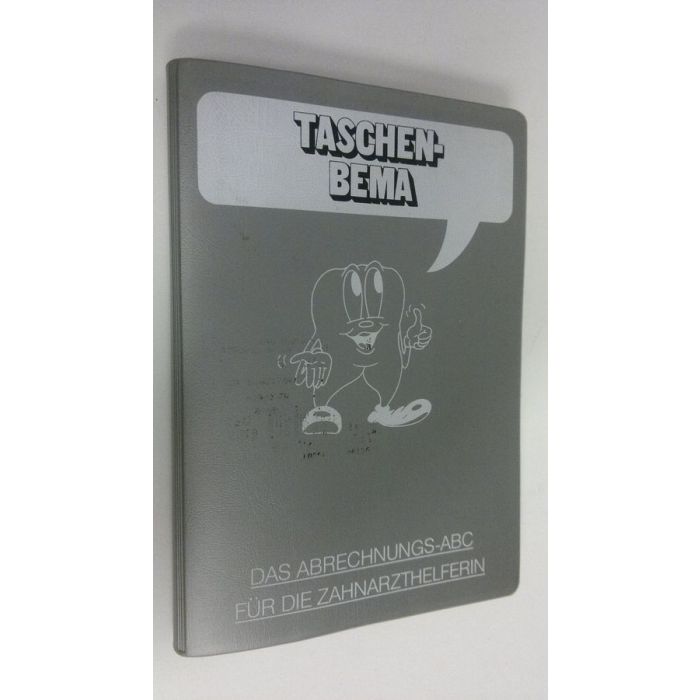 TASCHEN-
BEMA
DAS ABRECHNUNGS-ABC
FÜR DIE ZAHNARZTHELFERIN